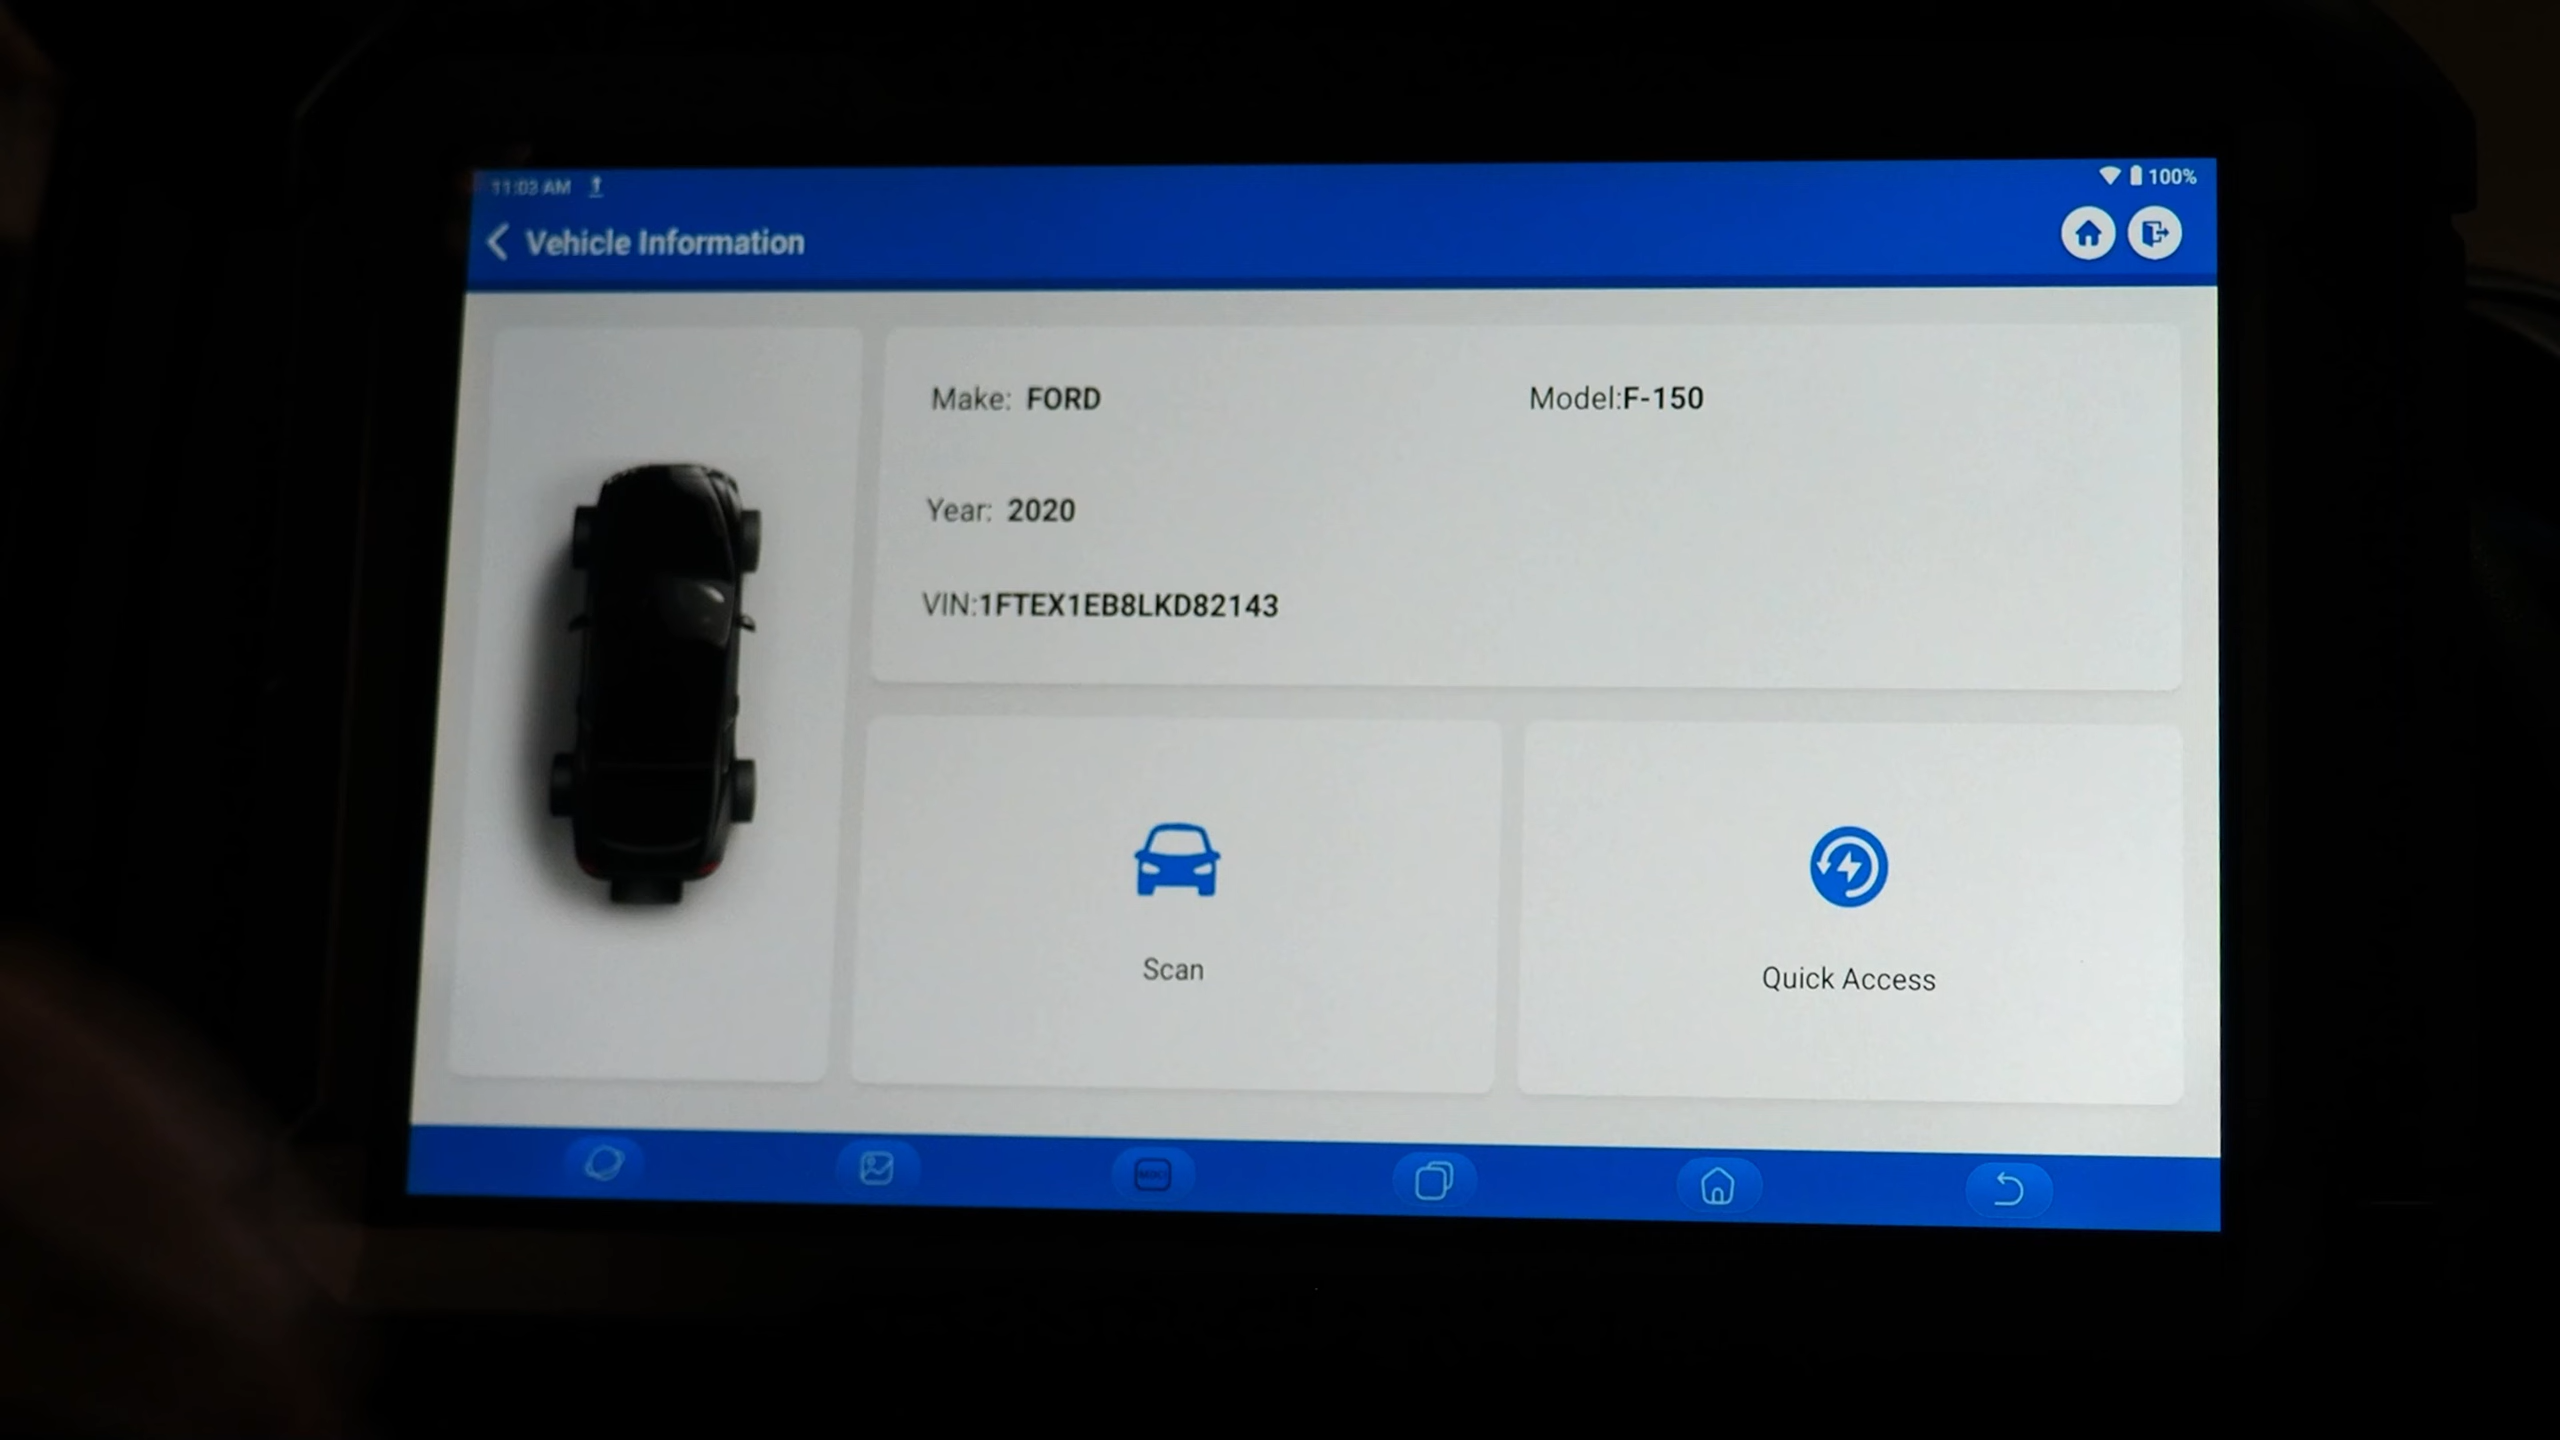 11:03 AM
100%
Vehicle Information
Make: FORD
Model:F-150
Year: 2020
VIN:1FTEX1EB8LKD82143
Scan
Quick Access